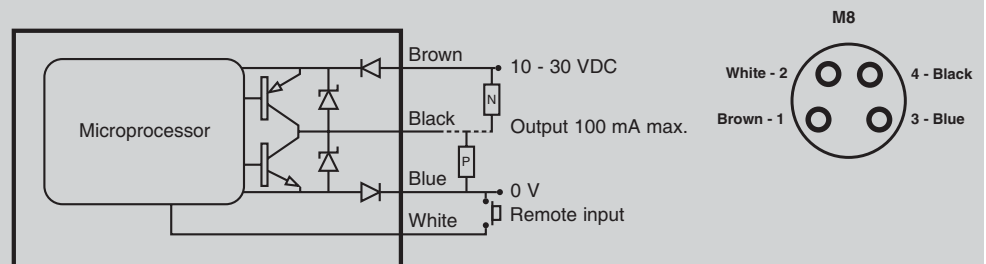 M8
Brown
10 - 30 VDC
White - 2
4 - Black
N
Microprocessor
Black
Output 100 mA max.
Brown - 1
3 - Blue
P
Blue
0 V
White
Remote input